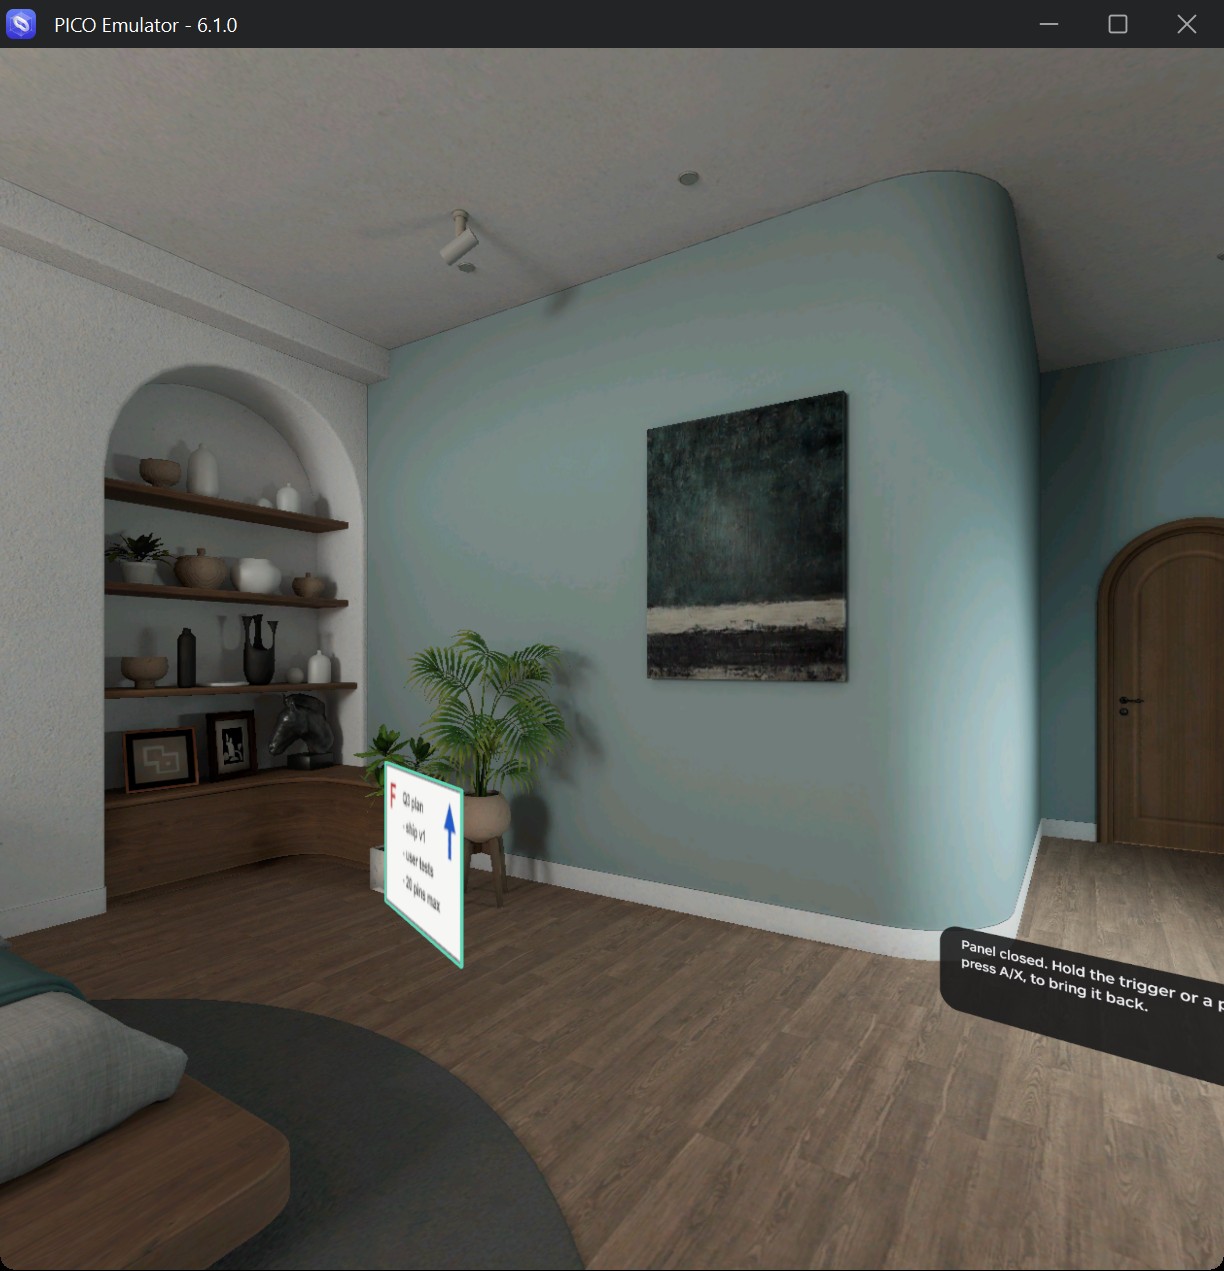 PICO Emulator - 6.1.0
F
Q3 plan
- ship v1
- user tests
- 20 pins max
Panel closed. Hold the trigger or a p
press A/X, to bring it back.